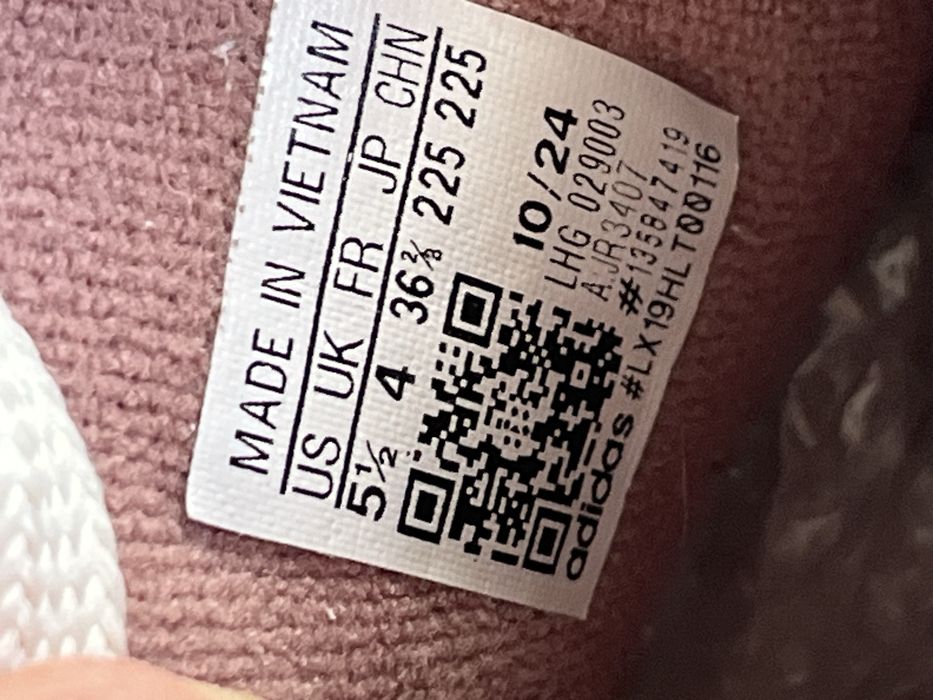 MADE IN VIETNAM
US UK FR JP CHN
5½ 4 36⅔ 225 225
10/24
LHG 029003
A:JR3407
#135847419
adidas #LX19HLT00116